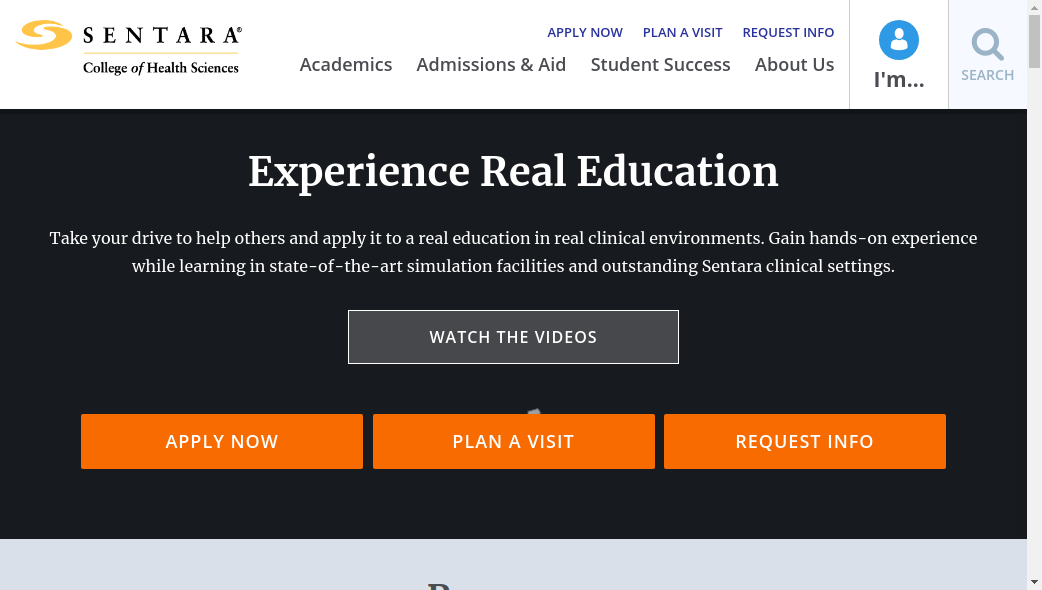 SENTARA®
College of Health Sciences
APPLY NOW PLAN A VISIT REQUEST INFO
Academics Admissions & Aid Student Success About Us
I'm...
SEARCH
Experience Real Education
Take your drive to help others and apply it to a real education in real clinical environments. Gain hands-on experience
while learning in state-of-the-art simulation facilities and outstanding Sentara clinical settings.
WATCH THE VIDEOS
APPLY NOW PLAN A VISIT REQUEST INFO